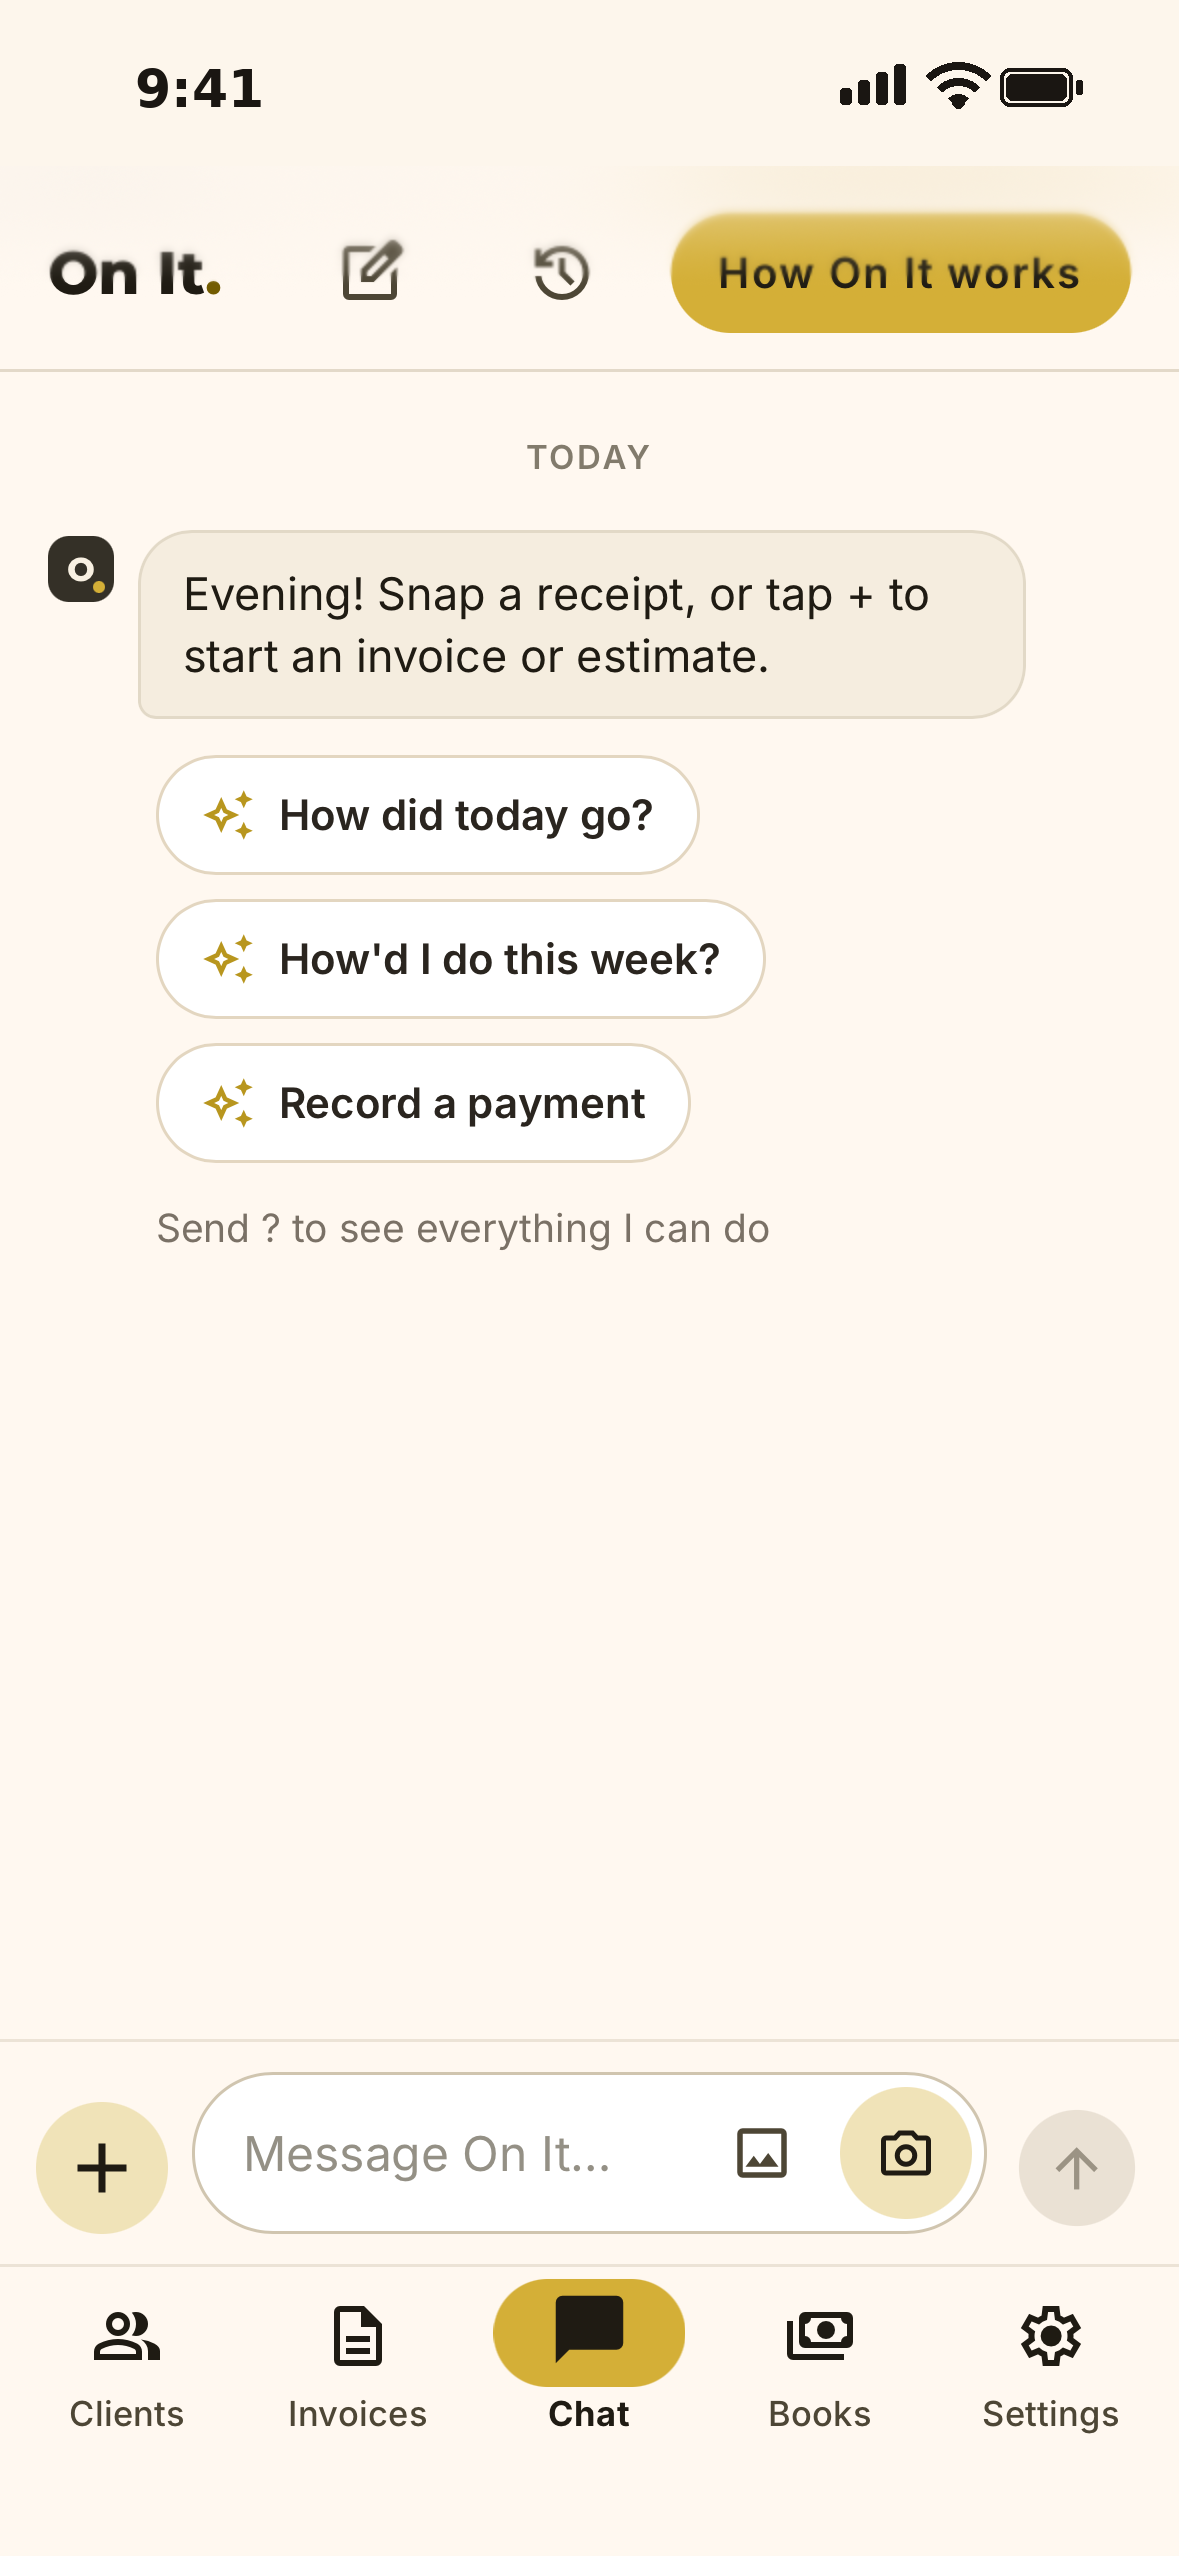 9:41
On It.
How On It works
TODAY
Evening! Snap a receipt, or tap + to
start an invoice or estimate.
How did today go?
How'd I do this week?
Record a payment
Send ? to see everything I can do
Message On It...
Clients
Invoices
Chat
Books
Settings